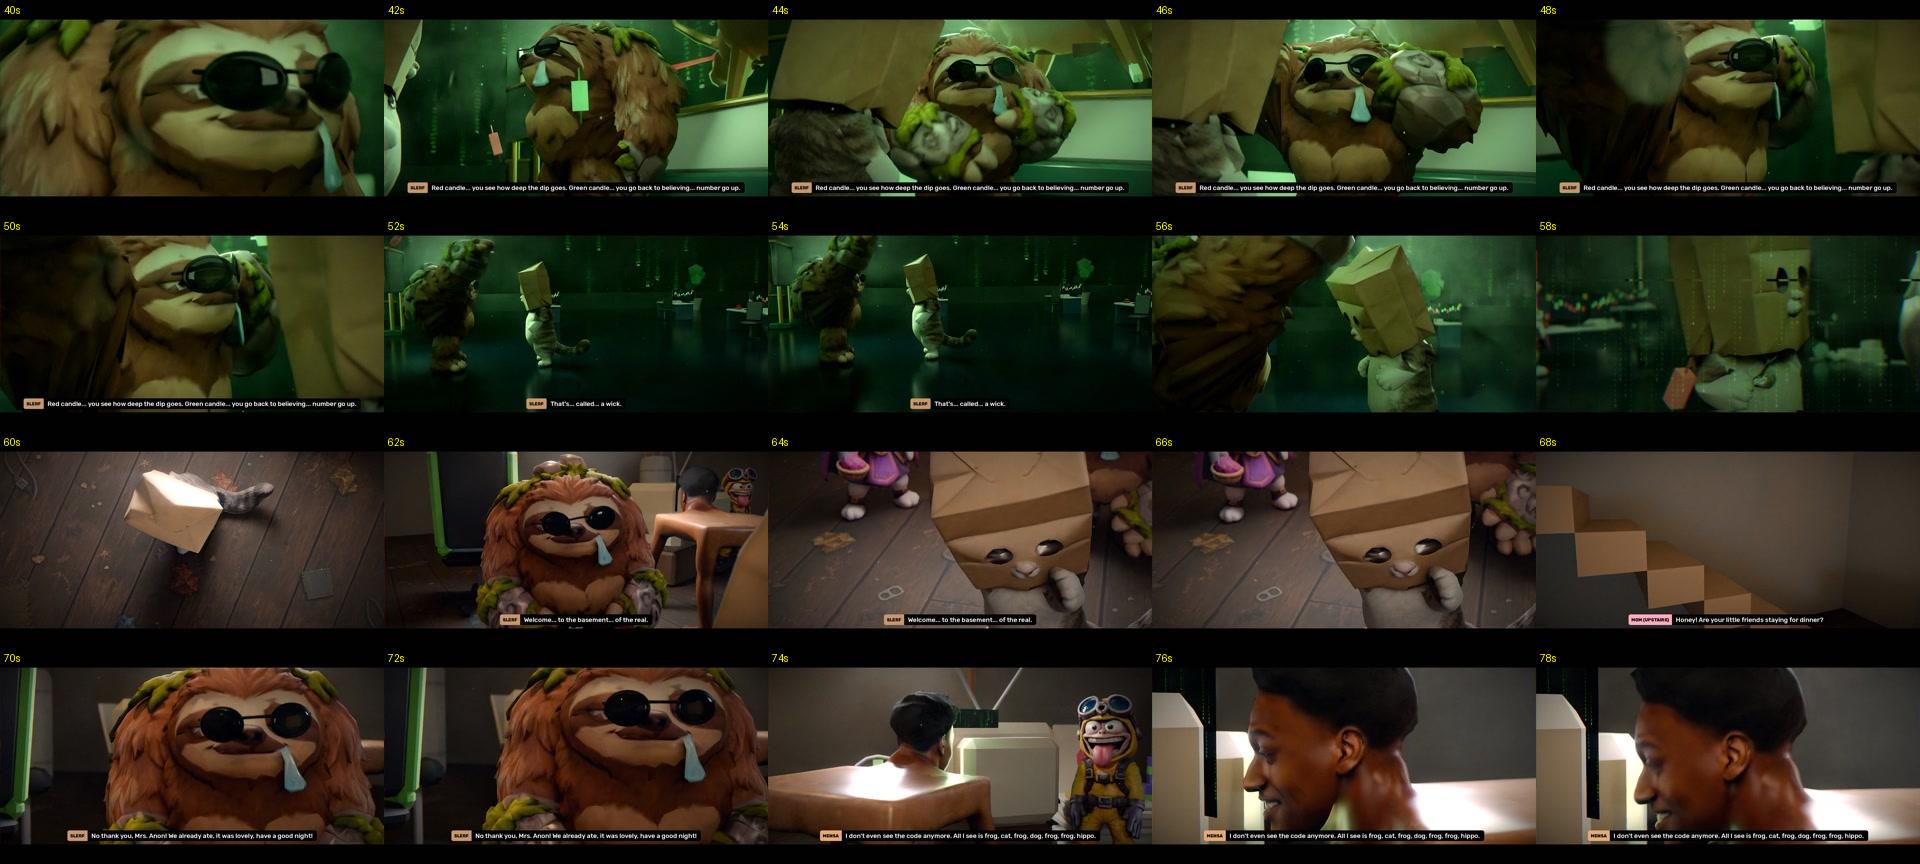 40s
42s
44s
46s
48s
SLERF Red candle... you see how deep the dip goes. Green candle... you go back to believing... number go up.
SLERF Red candle... you see how deep the dip goes. Green candle... you go back to believing... number go up.
SLERF Red candle... you see how deep the dip goes. Green candle... you go back to believing... number go up.
SLERF Red candle... you see how deep the dip goes. Green candle... you go back to believing... number go up.
50s
52s
54s
56s
58s
SLERF Red candle... you see how deep the dip goes. Green candle... you go back to believing... number go up.
SLERF That's... called... a wick.
SLERF That's... called... a wick.
60s
62s
64s
66s
68s
SLERF Welcome... to the basement... of the real.
SLERF Welcome... to the basement... of the real.
MOM (UPSTAIRS) Honey! Are your little friends staying for dinner?
70s
72s
74s
76s
78s
SLERF No thank you, Mrs. Anon! We already ate, it was lovely, have a good night!
SLERF No thank you, Mrs. Anon! We already ate, it was lovely, have a good night!
MENSA I don't even see the code anymore. All I see is frog, cat, frog, dog, frog, frog, hippo.
MENSA I don't even see the code anymore. All I see is frog, cat, frog, dog, frog, frog, hippo.
MENSA I don't even see the code anymore. All I see is frog, cat, frog, dog, frog, frog, hippo.